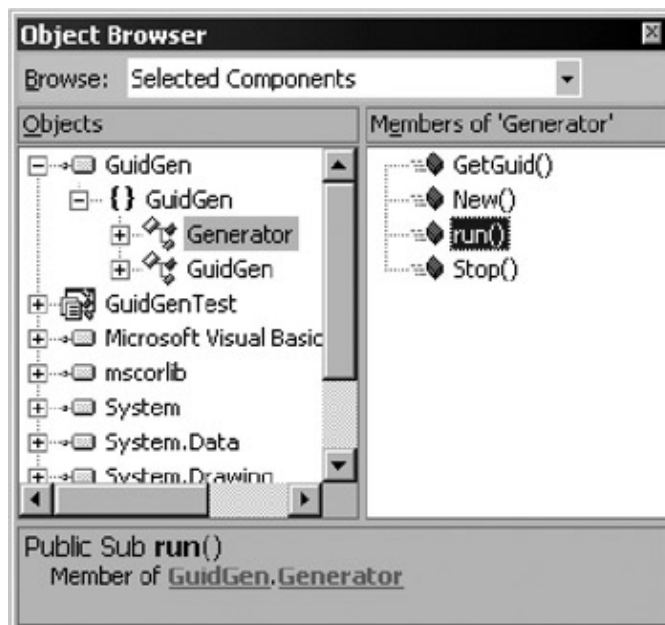 Object Browser
Browse: Selected Components
Objects
GuidGen
{} GuidGen
Generator
GuidGen
GuidGenTest
Microsoft Visual Basic
mscorlib
System
System.Data
System.Drawing
Members of 'Generator'
GetGuid()
New()
run()
Stop()
Public Sub run()
Member of GuidGen.Generator